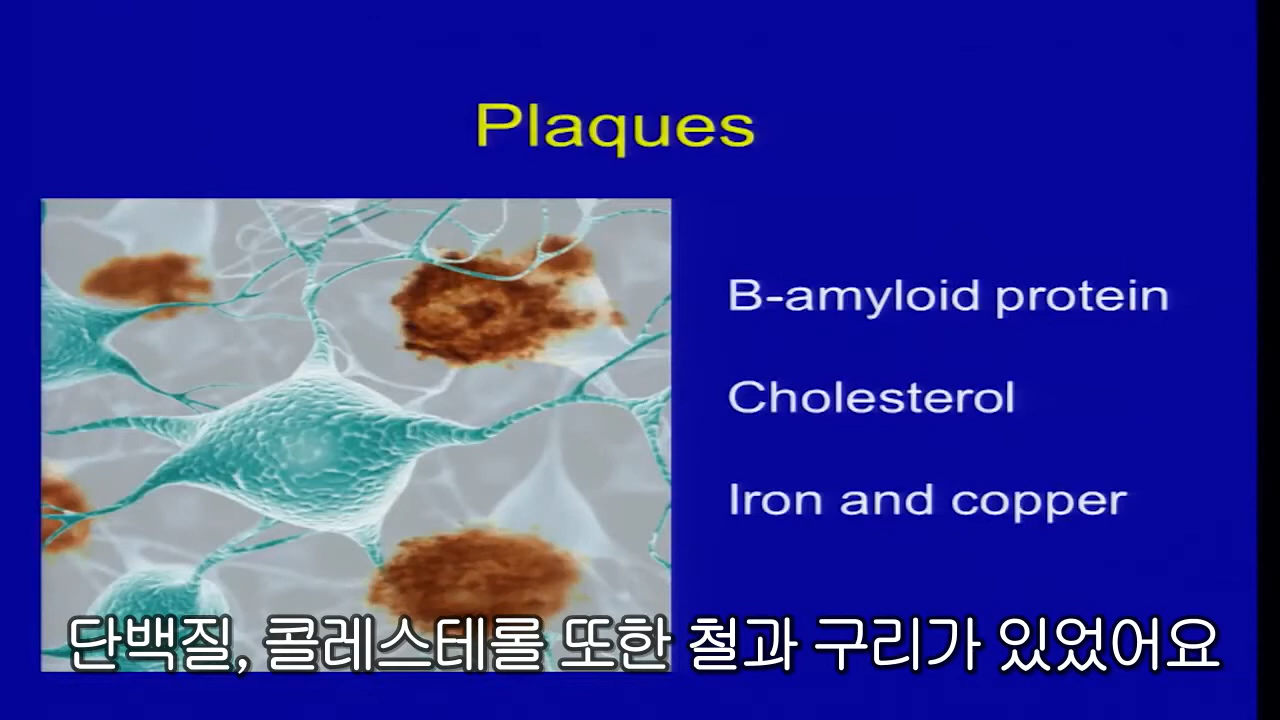 Plaques
B-amyloid protein
Cholesterol
Iron and copper
단백질, 콜레스테롤 또한 철과 구리가 있었어요